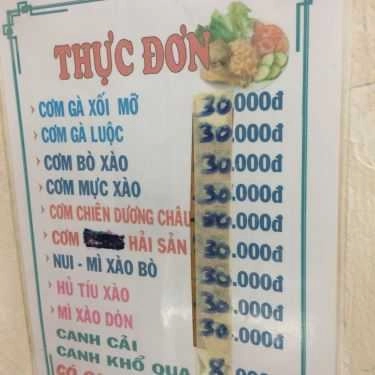 THỰC ĐƠN
CƠM GÀ XỐI MỠ 30.000đ
CƠM GÀ LUỘC 30.000đ
CƠM BÒ XÀO 30.000đ
CƠM MỰC XÀO 30.000đ
CƠM CHIÊN DƯƠNG CHÂU 30.000đ
CƠM HẢI SẢN 30.000đ
NUI - MÌ XÀO BÒ 30.000đ
HỦ TÍU XÀO 30.000đ
MÌ XÀO DÒN 30.000đ
CANH CẢI
CANH KHỔ QUA 8.000đ